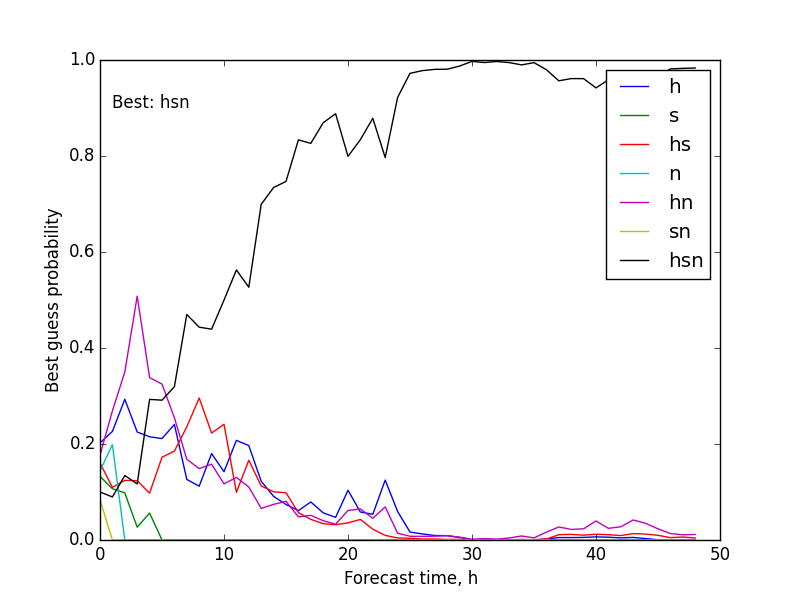 1.0
0.8
0.6
0.4
0.2
0.0
Best guess probability
Best: hsn
h
s
hs
n
hn
sn
hsn
0 10 20 30 40 50
Forecast time, h